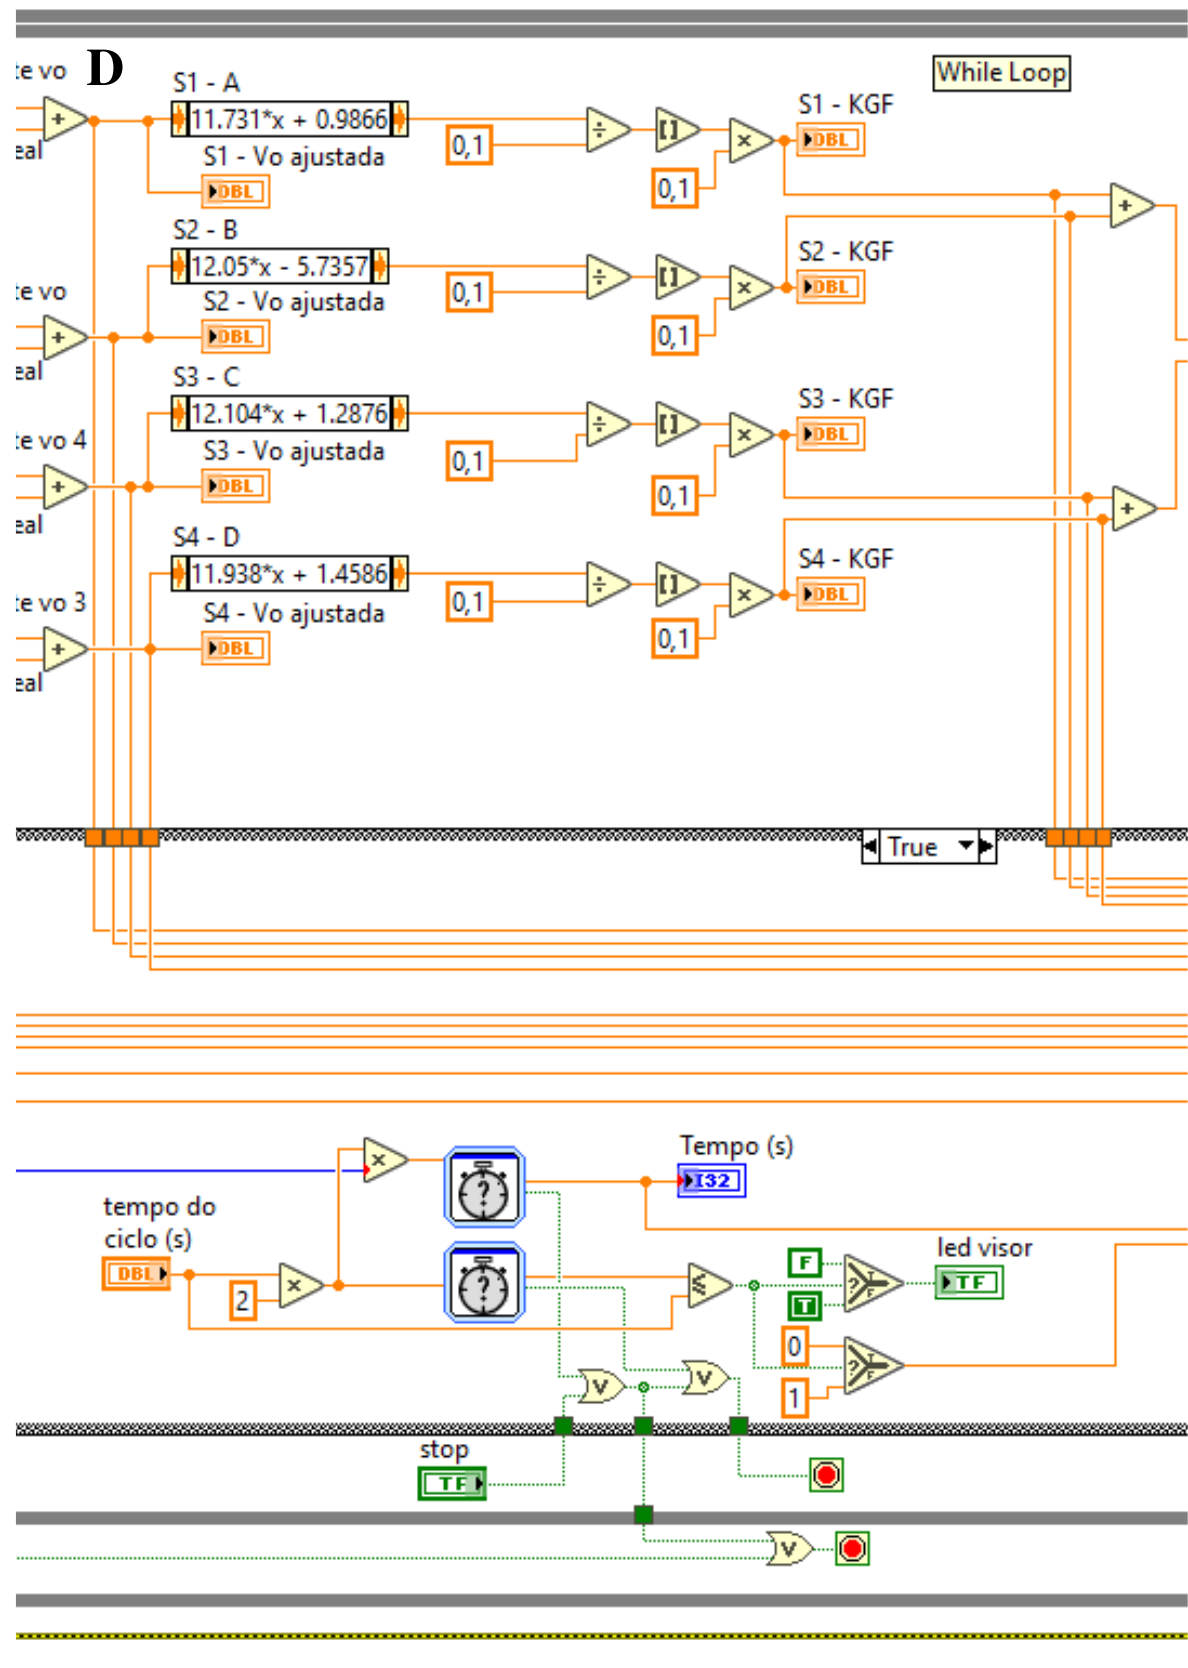 te vo
D
S1 - A
While Loop
+
11.731*x + 0.9866
eal
S1 - Vo ajustada
DBL
0,1
÷
[]
x
0,1
S1 - KGF
DBL
+
S2 - B
12.05*x - 5.7357
te vo
S2 - Vo ajustada
+
DBL
eal
0,1
÷
[]
x
0,1
S2 - KGF
DBL
S3 - C
12.104*x + 1.2876
te vo 4
S3 - Vo ajustada
+
DBL
eal
0,1
÷
[]
x
0,1
S3 - KGF
DBL
+
S4 - D
11.938*x + 1.4586
te vo 3
S4 - Vo ajustada
+
DBL
eal
0,1
÷
[]
x
0,1
S4 - KGF
DBL
True
x
?
Tempo (s)
I32
tempo do
ciclo (s)
DBL
2
x
?
≤
F
T
? T F
led visor
TF
0
1
? T F
V
V
stop
TF
V